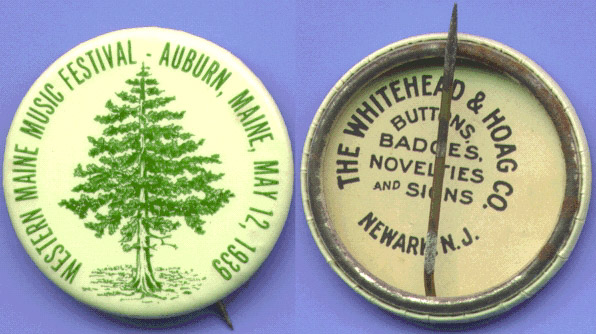 WESTERN MAINE MUSIC FESTIVAL - AUBURN, MAINE, MAY 12, 1939
THE WHITEHEAD & HOAG CO.
BUTTONS,
BADGES,
NOVELTIES
AND SIGNS
NEWARK, N.J.